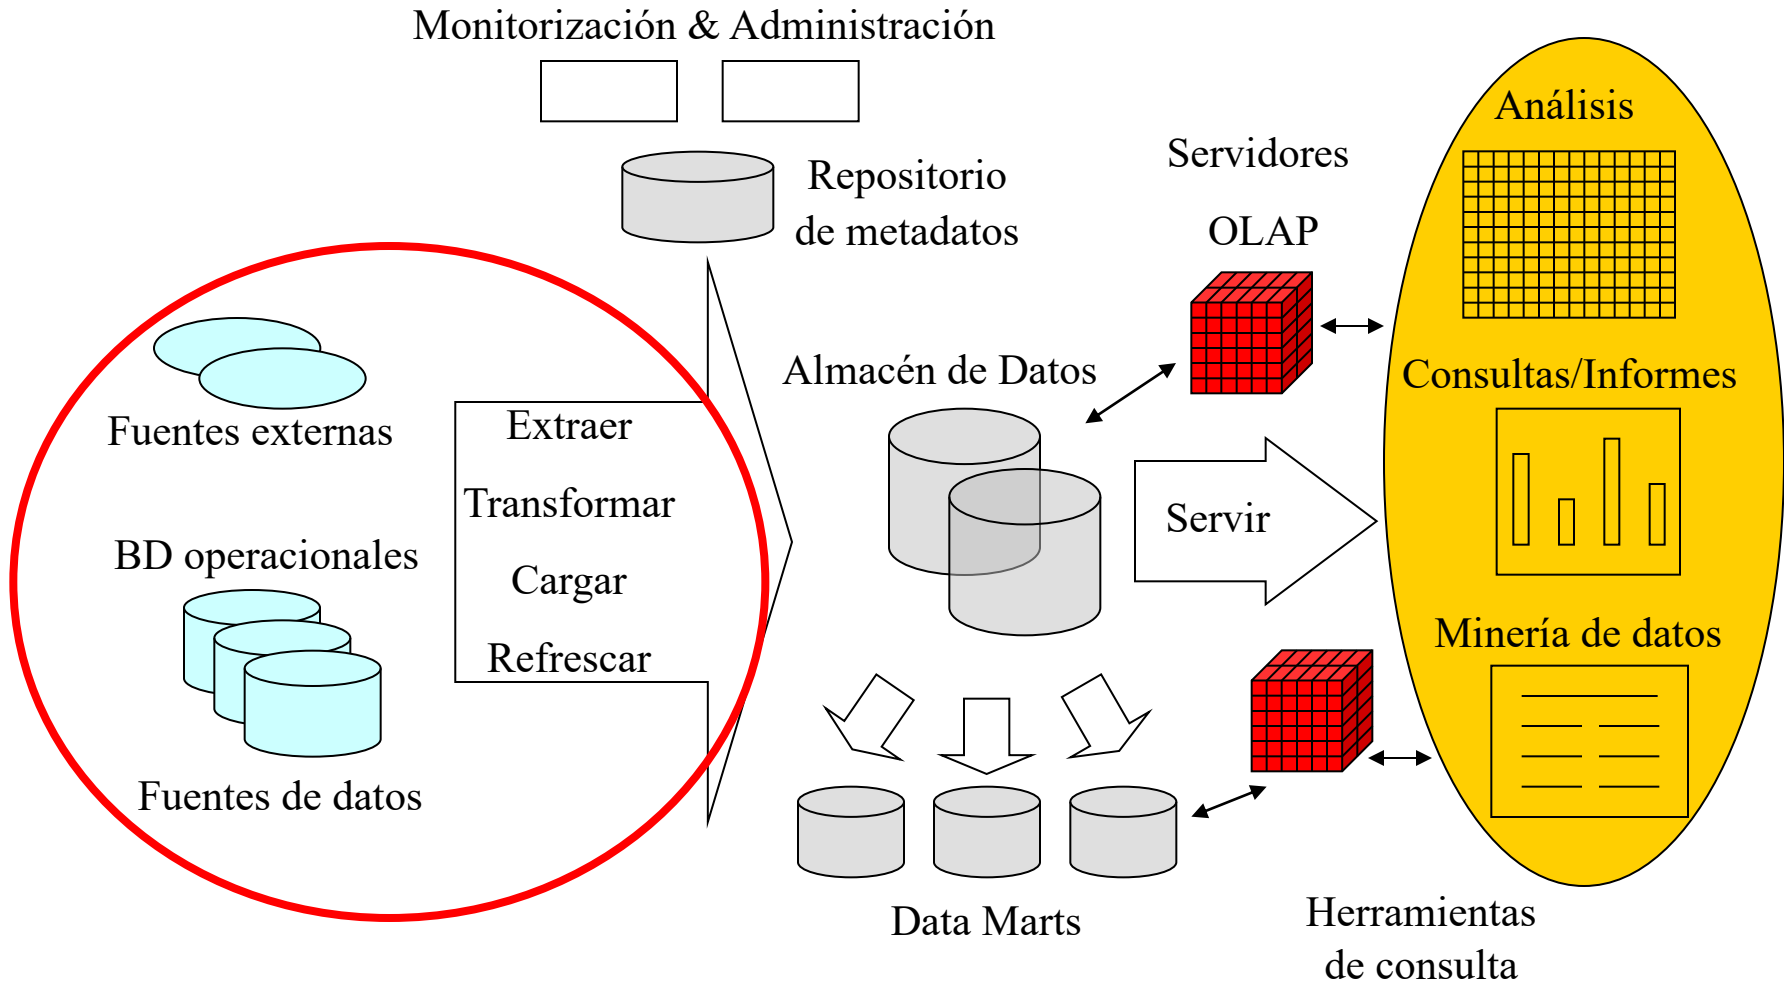 Monitorización & Administración
Repositorio
de metadatos
Servidores
OLAP
Análisis
Fuentes externas
Extraer
Transformar
Cargar
Refrescar
BD operacionales
Fuentes de datos
Almacén de Datos
Servir
Consultas/Informes
Minería de datos
Data Marts
Herramientas
de consulta